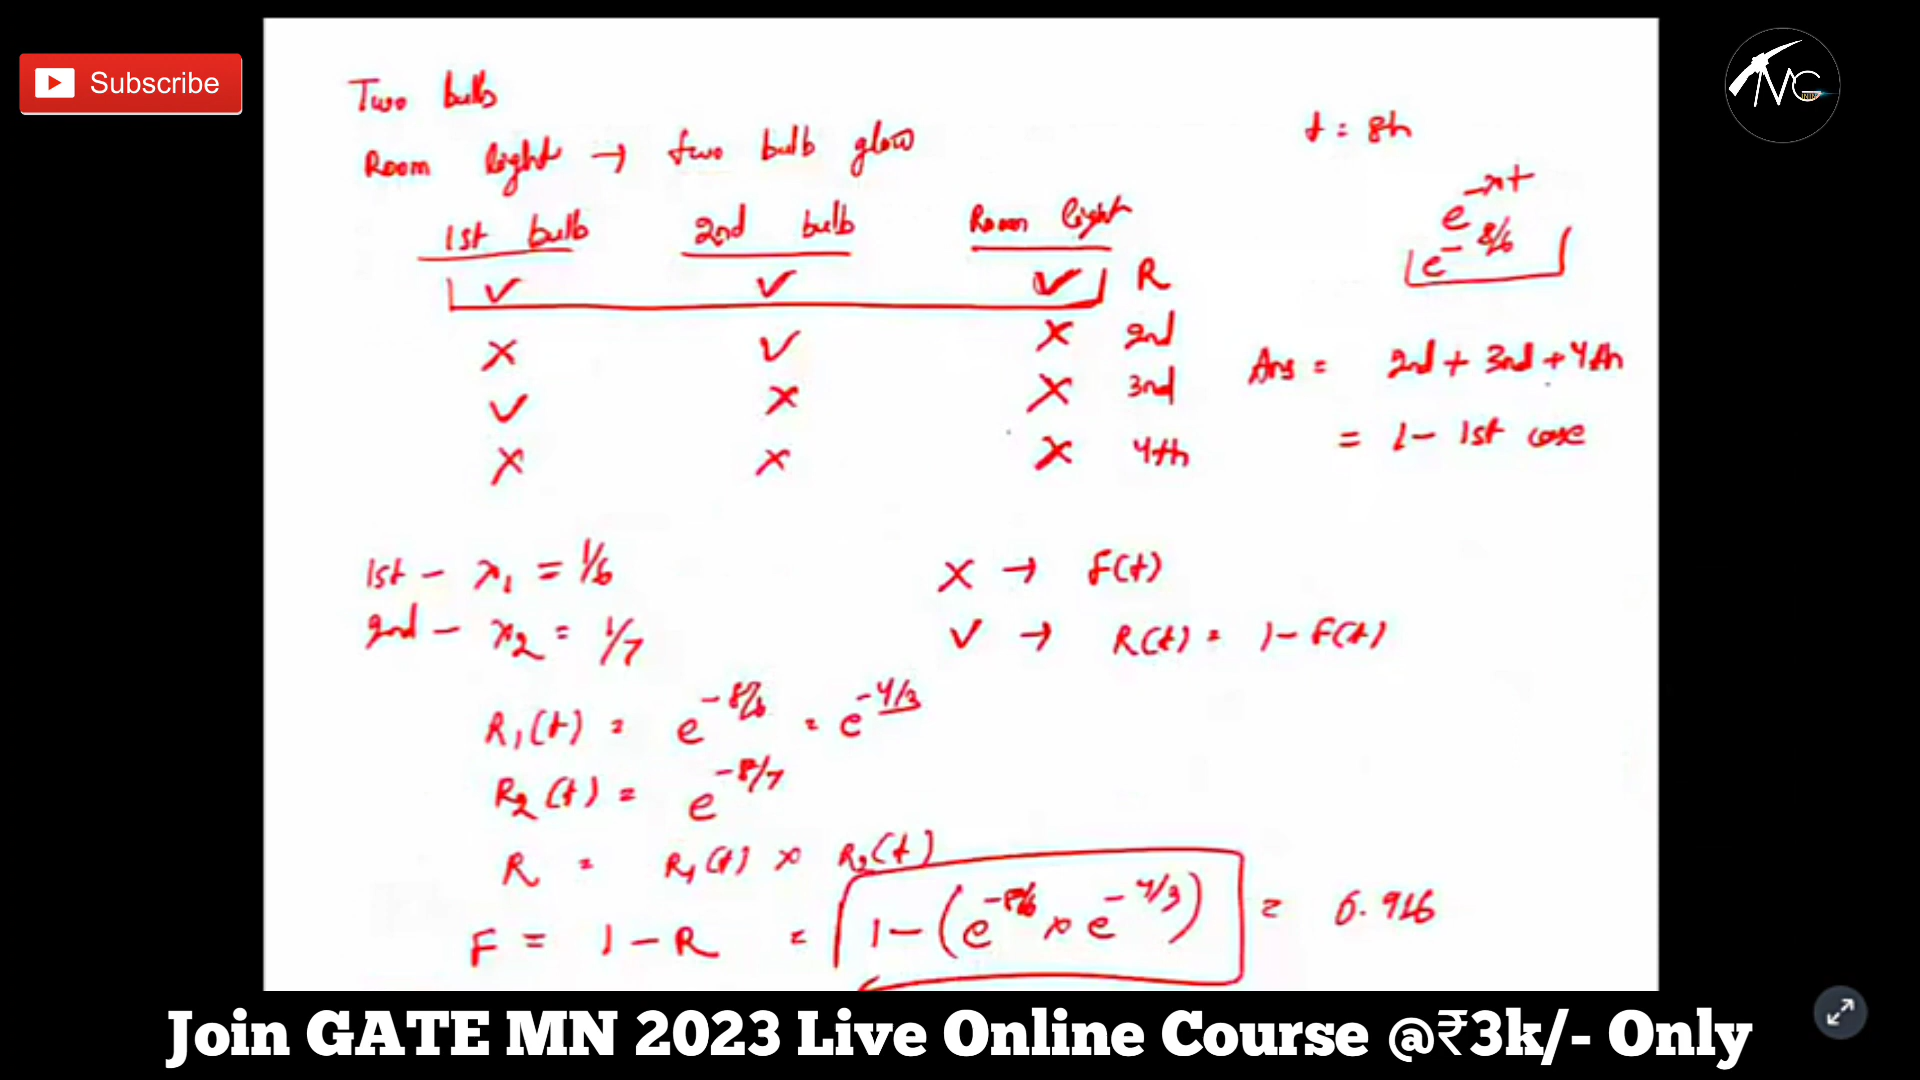 Subscribe
Two bulb
Room light → two bulb glow
t = 8h
e^-λt
e^-8/6
1st bulb 2nd bulb Room light
✓ ✓ ✓ R
X ✓ X 2nd
✓ X X 3rd
X X X 4th
Ans = 2nd + 3rd + 4th
= 1 - 1st case
1st - λ₁ = 1/6
2nd - λ₂ = 1/7
X → F(t)
✓ → R(t) = 1 - F(t)
R₁(t) = e^-8/6 = e^-4/3
R₂(t) = e^-8/7
R = R₁(t) × R₂(t)
F = 1 - R = 1 - (e^-8/6 × e^-4/3) = 0.916
Join GATE MN 2023 Live Online Course @₹3k/- Only